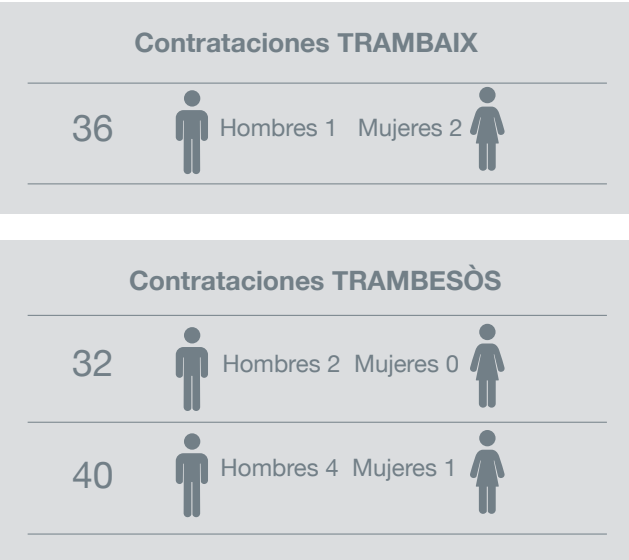 Contrataciones TRAMBAIX
36 Hombres 1 Mujeres 2
Contrataciones TRAMBESÒS
32 Hombres 2 Mujeres 0
40 Hombres 4 Mujeres 1